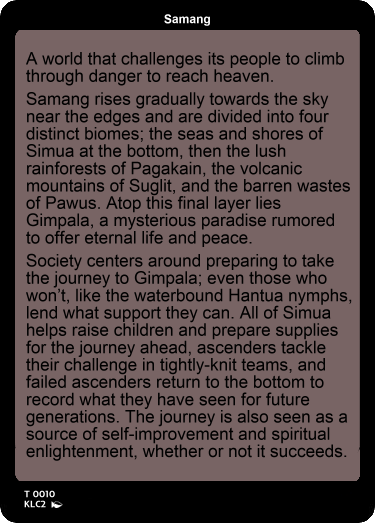 Samang
A world that challenges its people to climb
through danger to reach heaven.
Samang rises gradually towards the sky
near the edges and are divided into four
distinct biomes; the seas and shores of
Simua at the bottom, then the lush
rainforests of Pagakain, the volcanic
mountains of Suglit, and the barren wastes
of Pawus. Atop this final layer lies
Gimpala, a mysterious paradise rumored
to offer eternal life and peace.
Society centers around preparing to take
the journey to Gimpala; even those who
won't, like the waterbound Hantua nymphs,
lend what support they can. All of Simua
helps raise children and prepare supplies
for the journey ahead, ascenders tackle
their challenge in tightly-knit teams, and
failed ascenders return to the bottom to
record what they have seen for future
generations. The journey is also seen as a
source of self-improvement and spiritual
enlightenment, whether or not it succeeds.
T 0010
KLC2